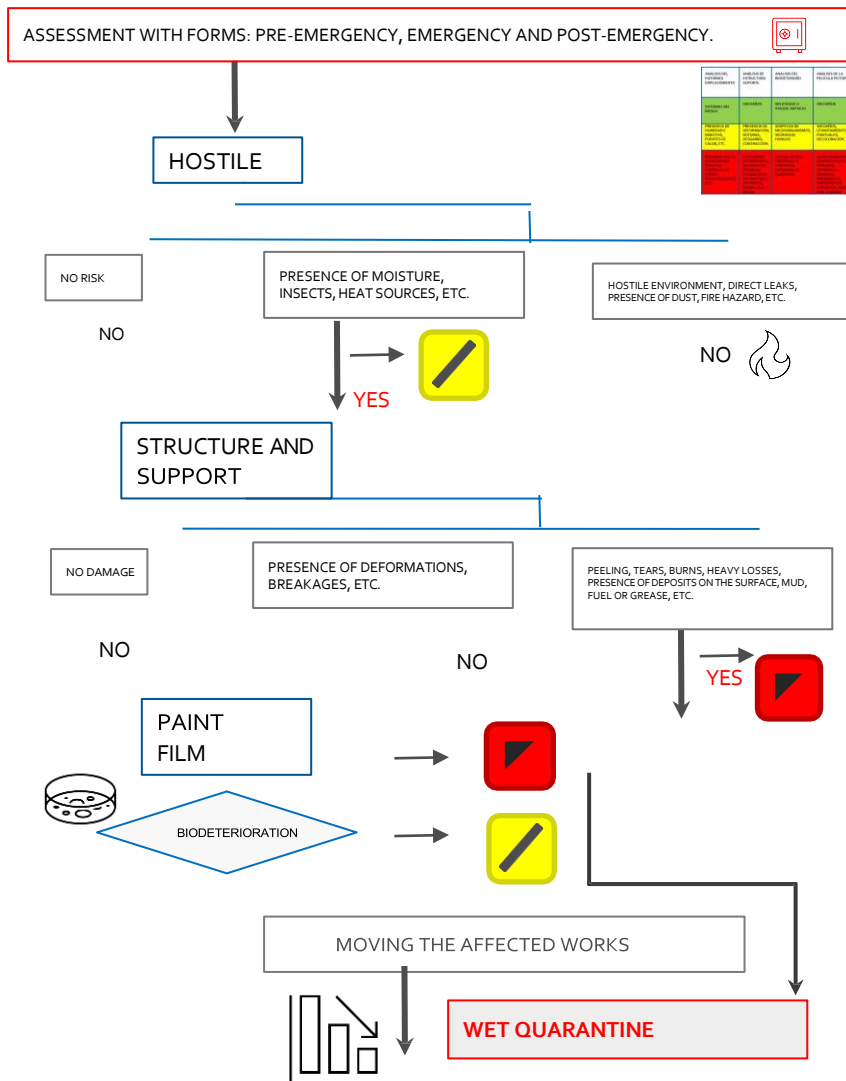 ASSESSMENT WITH FORMS: PRE-EMERGENCY, EMERGENCY AND POST-EMERGENCY.
HOSTILE
NO RISK
PRESENCE OF MOISTURE,
INSECTS, HEAT SOURCES, ETC.
HOSTILE ENVIRONMENT, DIRECT LEAKS,
PRESENCE OF DUST, FIRE HAZARD, ETC.
NO
YES
NO
STRUCTURE AND
SUPPORT
NO DAMAGE
PRESENCE OF DEFORMATIONS,
BREAKAGES, ETC.
PEELING, TEARS, BURNS, HEAVY LOSSES,
PRESENCE OF DEPOSITS ON THE SURFACE, MUD,
FUEL OR GREASE, ETC.
NO
NO
YES
PAINT
FILM
BIODETERIORATION
MOVING THE AFFECTED WORKS
WET QUARANTINE